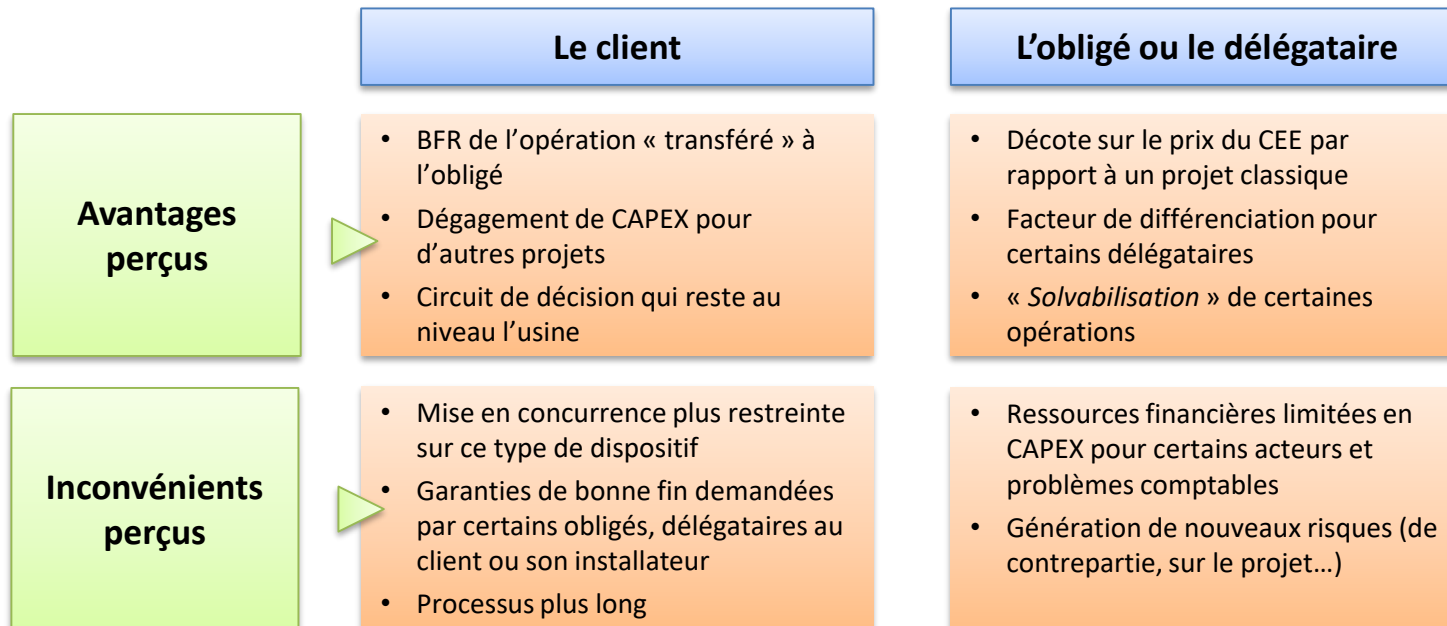 Le client
L'obligé ou le délégataire
Avantages
perçus
• BFR de l'opération « transféré » à
l'obligé
• Dégagement de CAPEX pour
d'autres projets
• Circuit de décision qui reste au
niveau l'usine
• Décote sur le prix du CEE par
rapport à un projet classique
• Facteur de différenciation pour
certains délégataires
• « Solvabilisation » de certaines
opérations
Inconvénients
perçus
• Mise en concurrence plus restreinte
sur ce type de dispositif
• Garanties de bonne fin demandées
par certains obligés, délégataires au
client ou son installateur
• Processus plus long
• Ressources financières limitées en
CAPEX pour certains acteurs et
problèmes comptables
• Génération de nouveaux risques (de
contrepartie, sur le projet…)